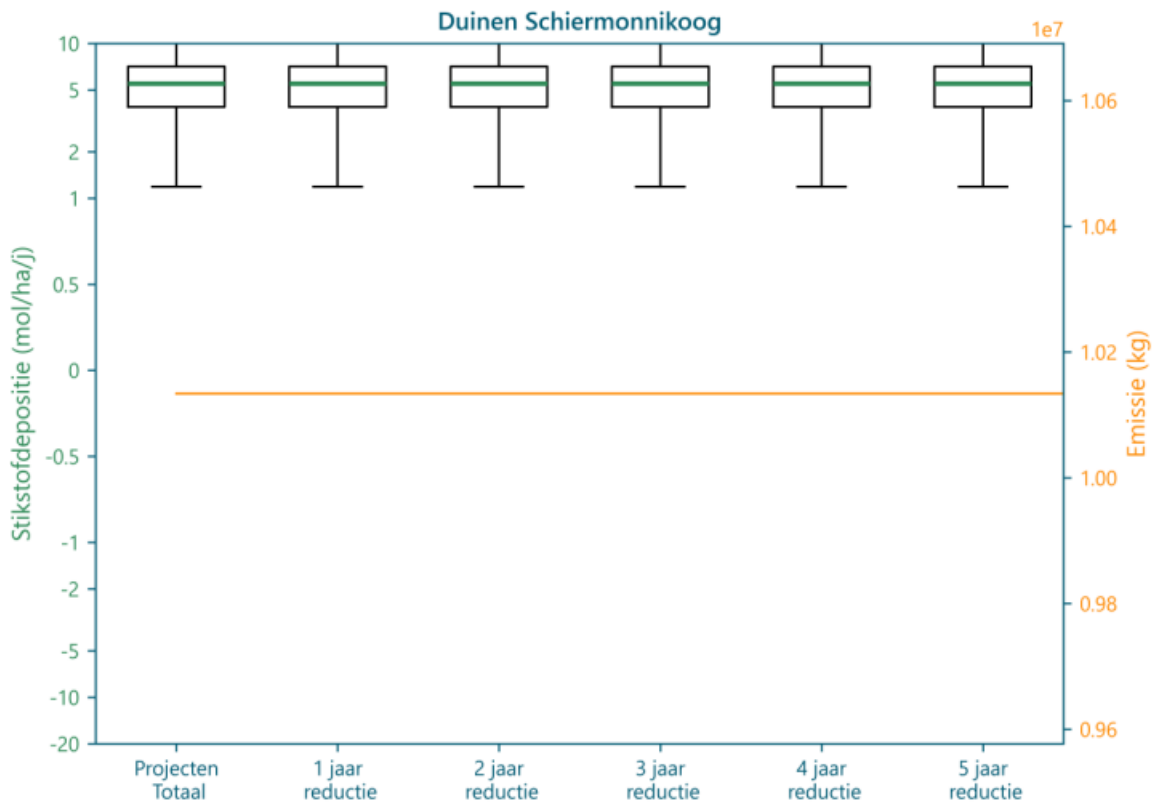 Duinen Schiermonnikoog
1e7
10
5
2
1
0.5
0
-0.5
-1
-2
-5
-10
-20
Stikstofdepositie (mol/ha/j)
1.06
1.04
1.02
1.00
0.98
0.96
Emissie (kg)
Projecten
Totaal
1 jaar
reductie
2 jaar
reductie
3 jaar
reductie
4 jaar
reductie
5 jaar
reductie